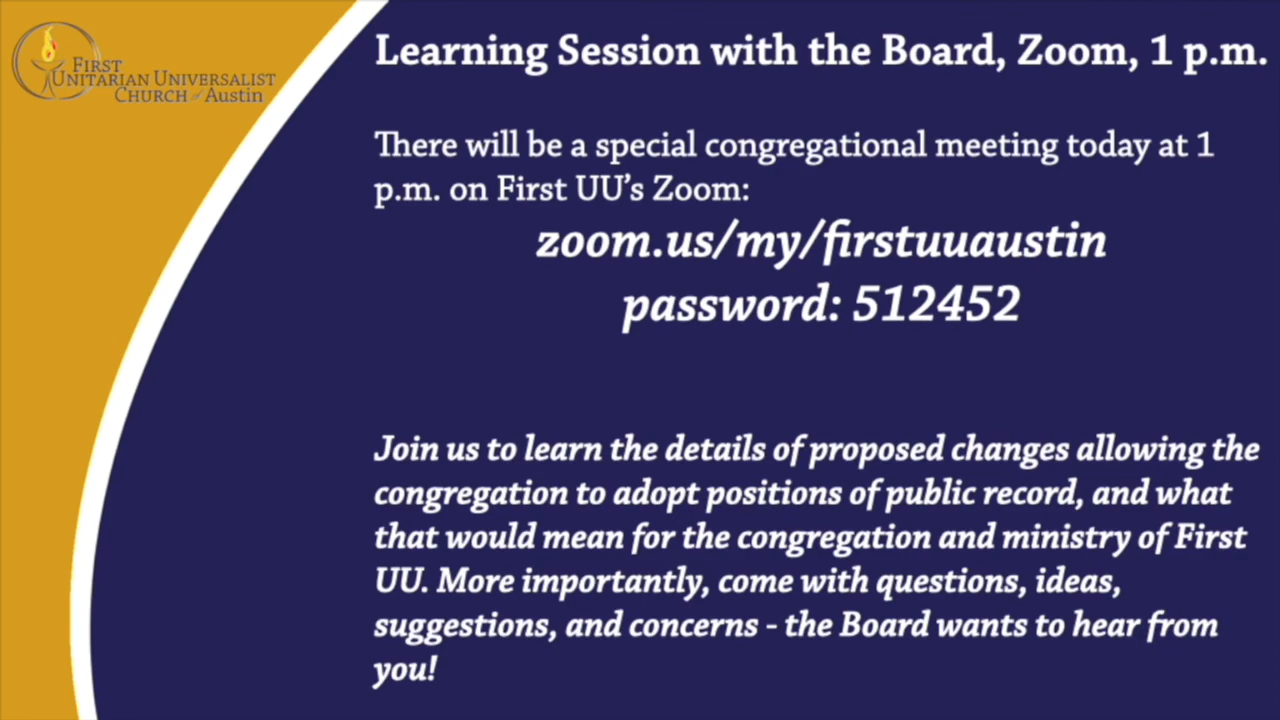 FIRST
UNITARIAN UNIVERSALIST
CHURCH of Austin
Learning Session with the Board, Zoom, 1 p.m.
There will be a special congregational meeting today at 1
p.m. on First UU’s Zoom:
zoom.us/my/firstuuaustin
password: 512452
Join us to learn the details of proposed changes allowing the
congregation to adopt positions of public record, and what
that would mean for the congregation and ministry of First
UU. More importantly, come with questions, ideas,
suggestions, and concerns - the Board wants to hear from
you!